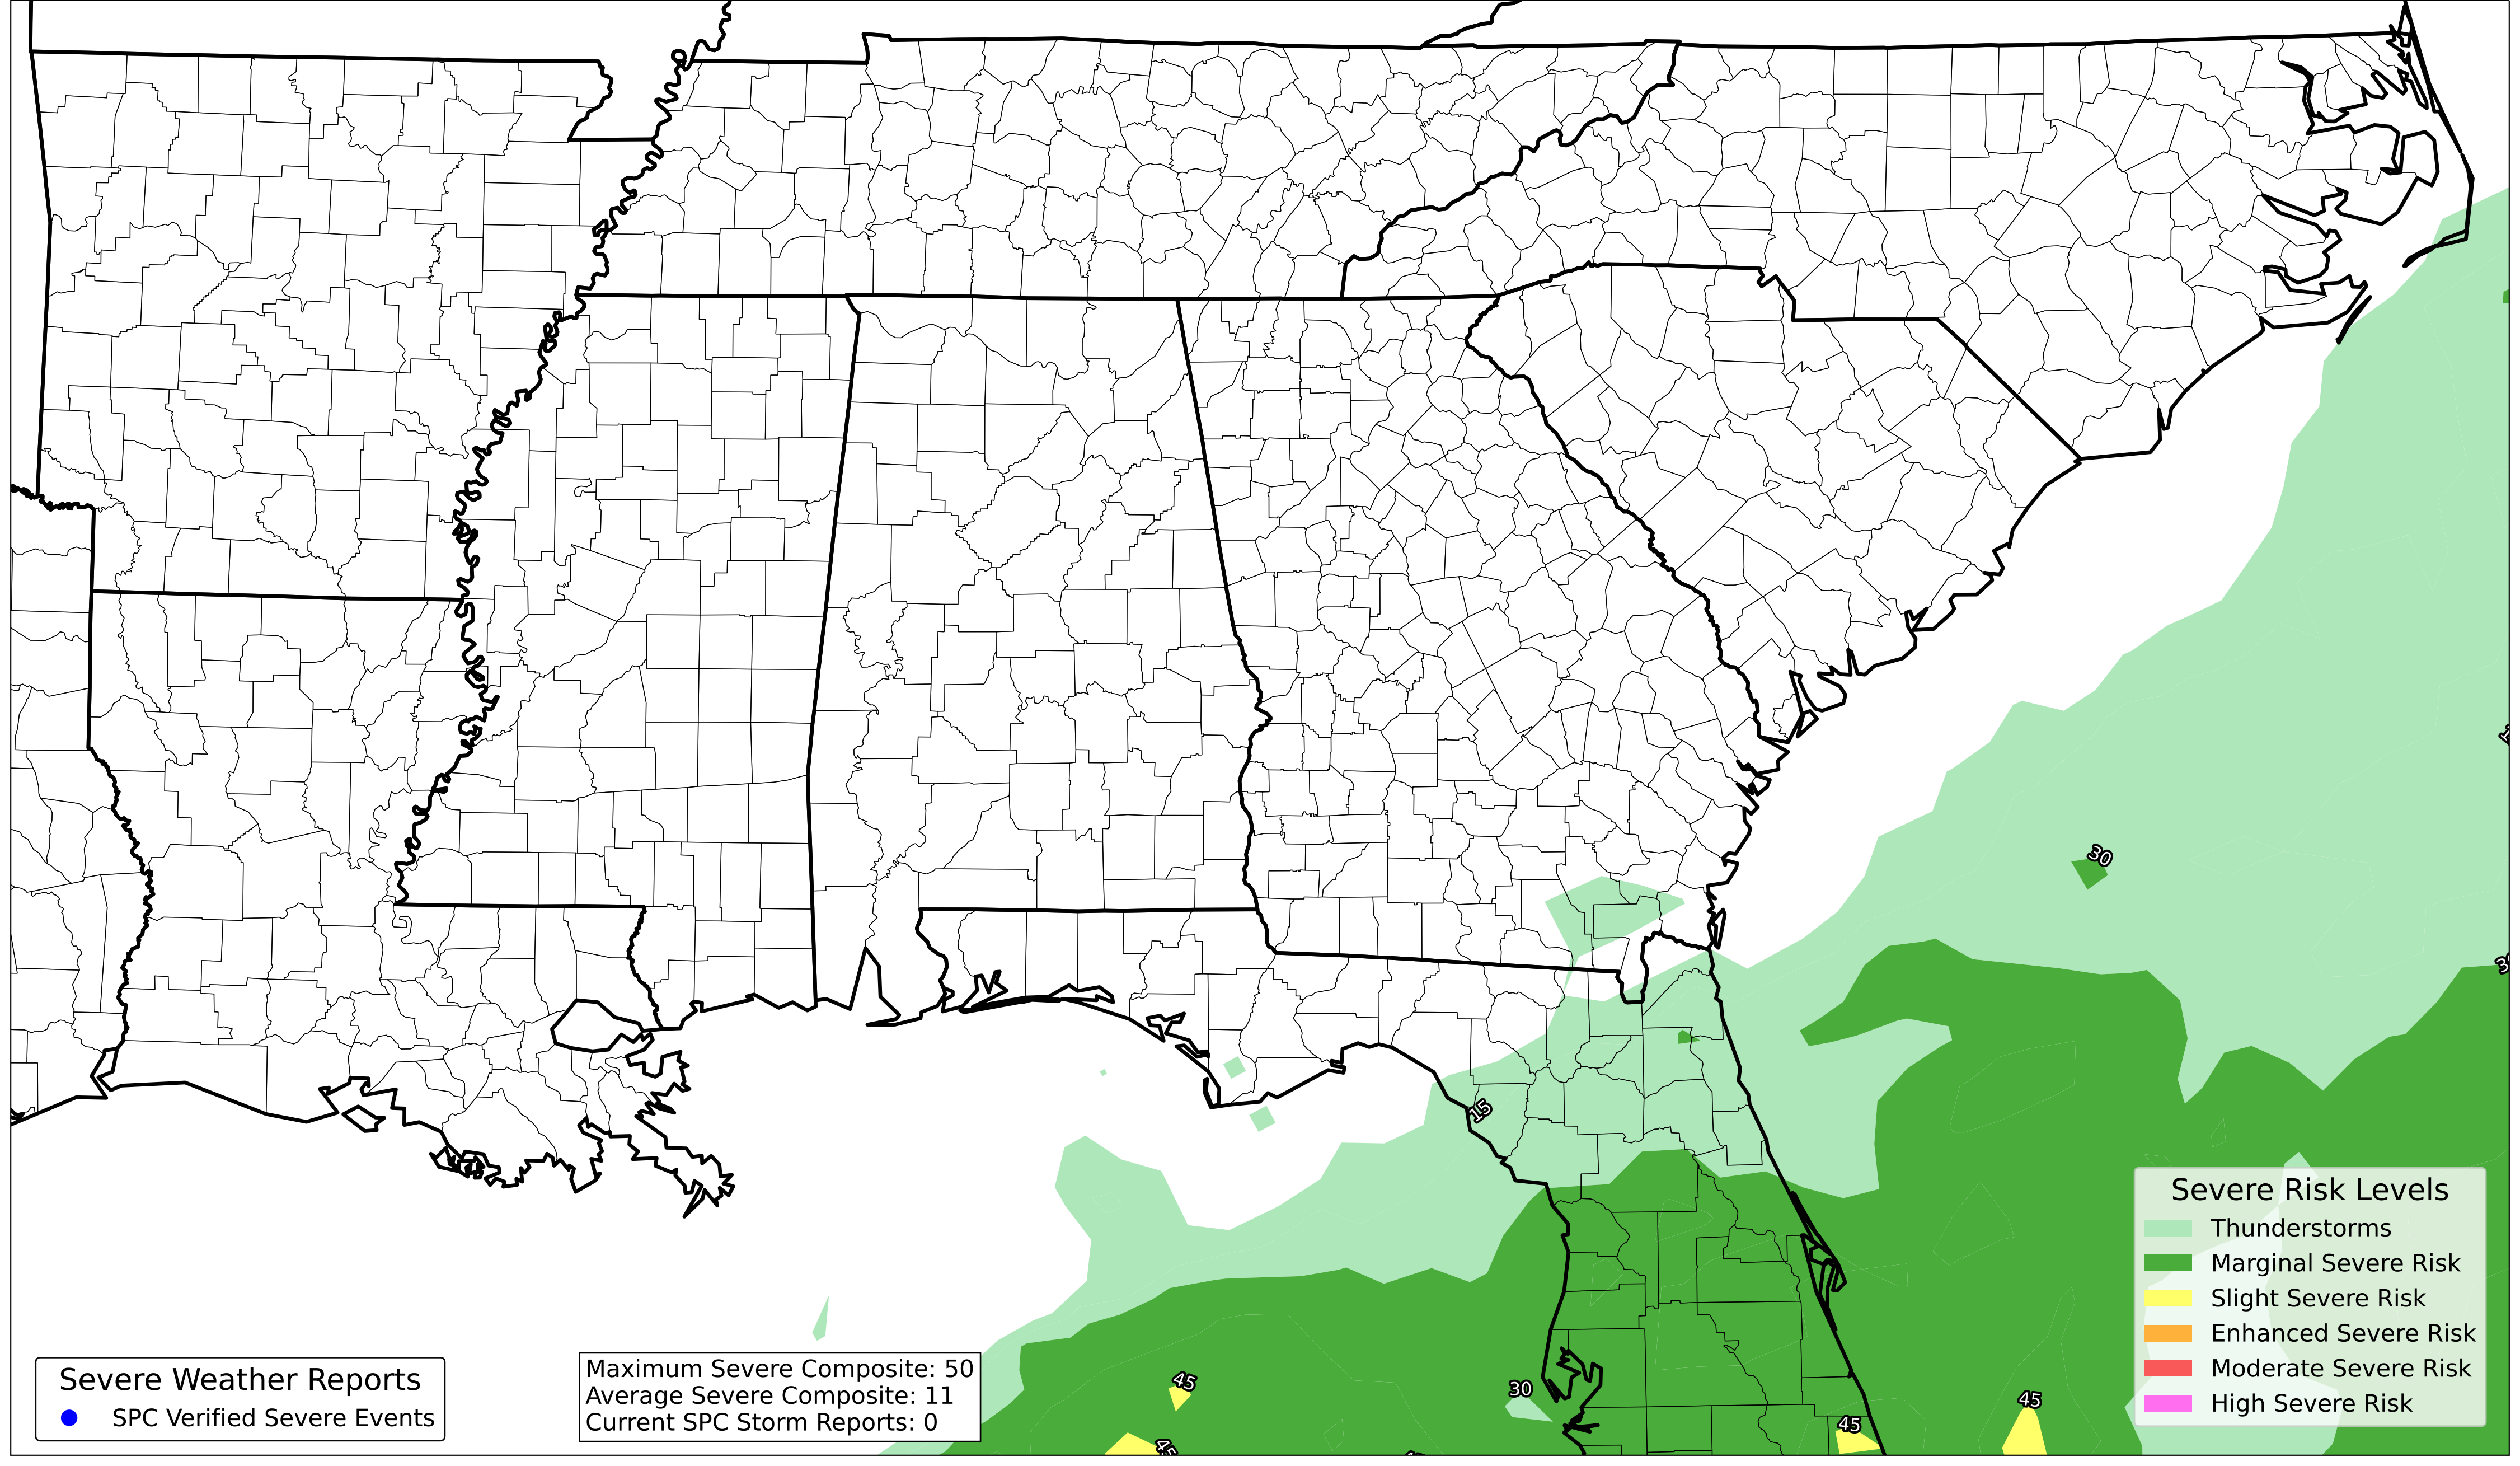 30
15
30
45
45
45
45
Severe Risk Levels
Thunderstorms
Marginal Severe Risk
Slight Severe Risk
Enhanced Severe Risk
Moderate Severe Risk
High Severe Risk
Severe Weather Reports
SPC Verified Severe Events
Maximum Severe Composite: 50
Average Severe Composite: 11
Current SPC Storm Reports: 0